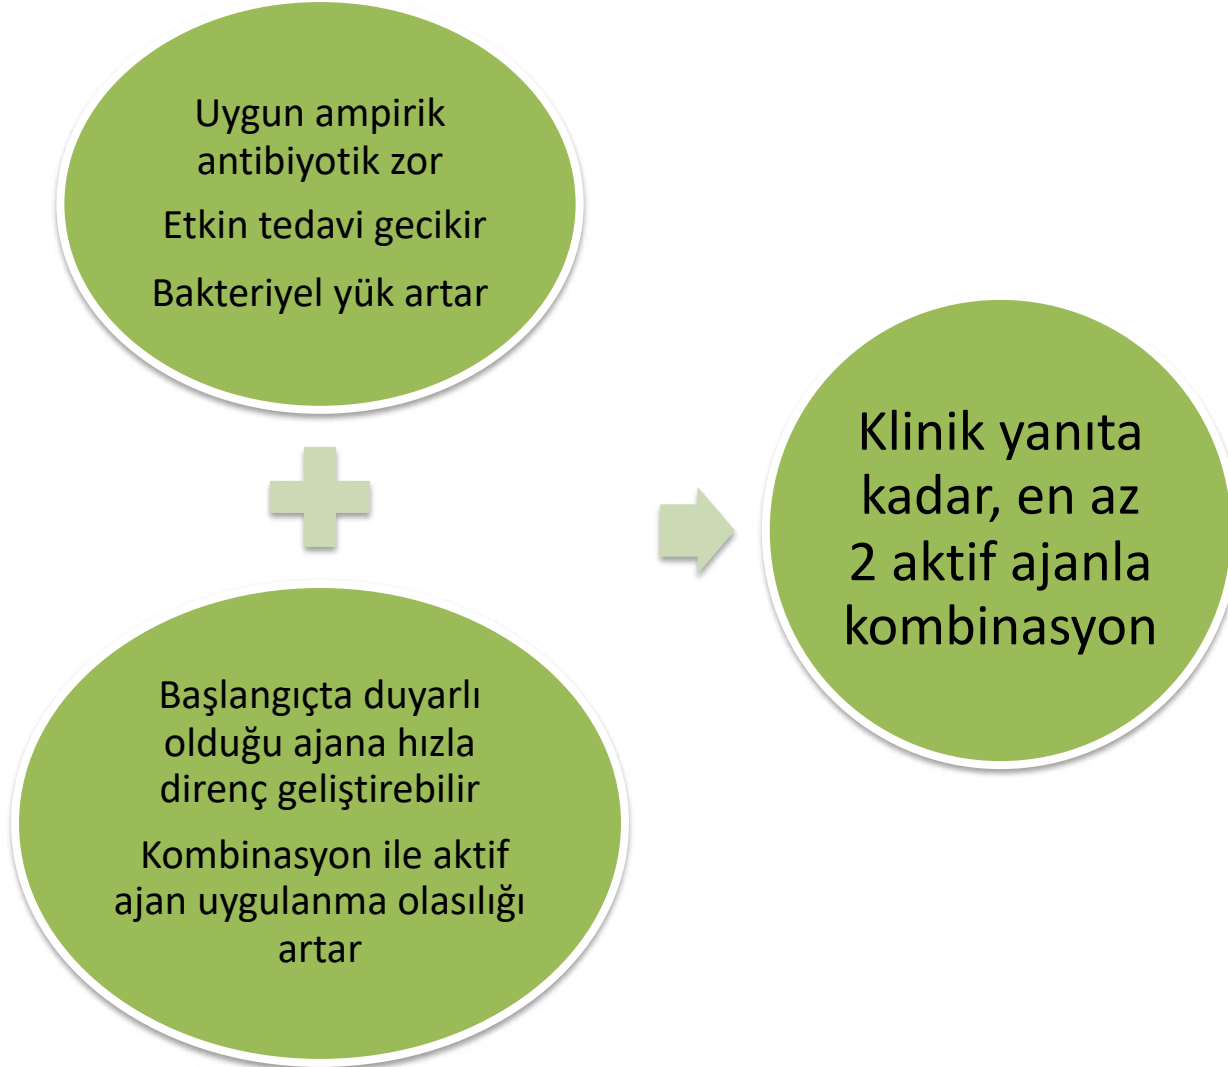 Uygun ampirik
antibiyotik zor
Etkin tedavi gecikir
Bakteriyel yük artar
Başlangıçta duyarlı
olduğu ajana hızla
direnç geliştirebilir
Kombinasyon ile aktif
ajan uygulanma olasılığı
artar
Klinik yanıta
kadar, en az
2 aktif ajanla
kombinasyon